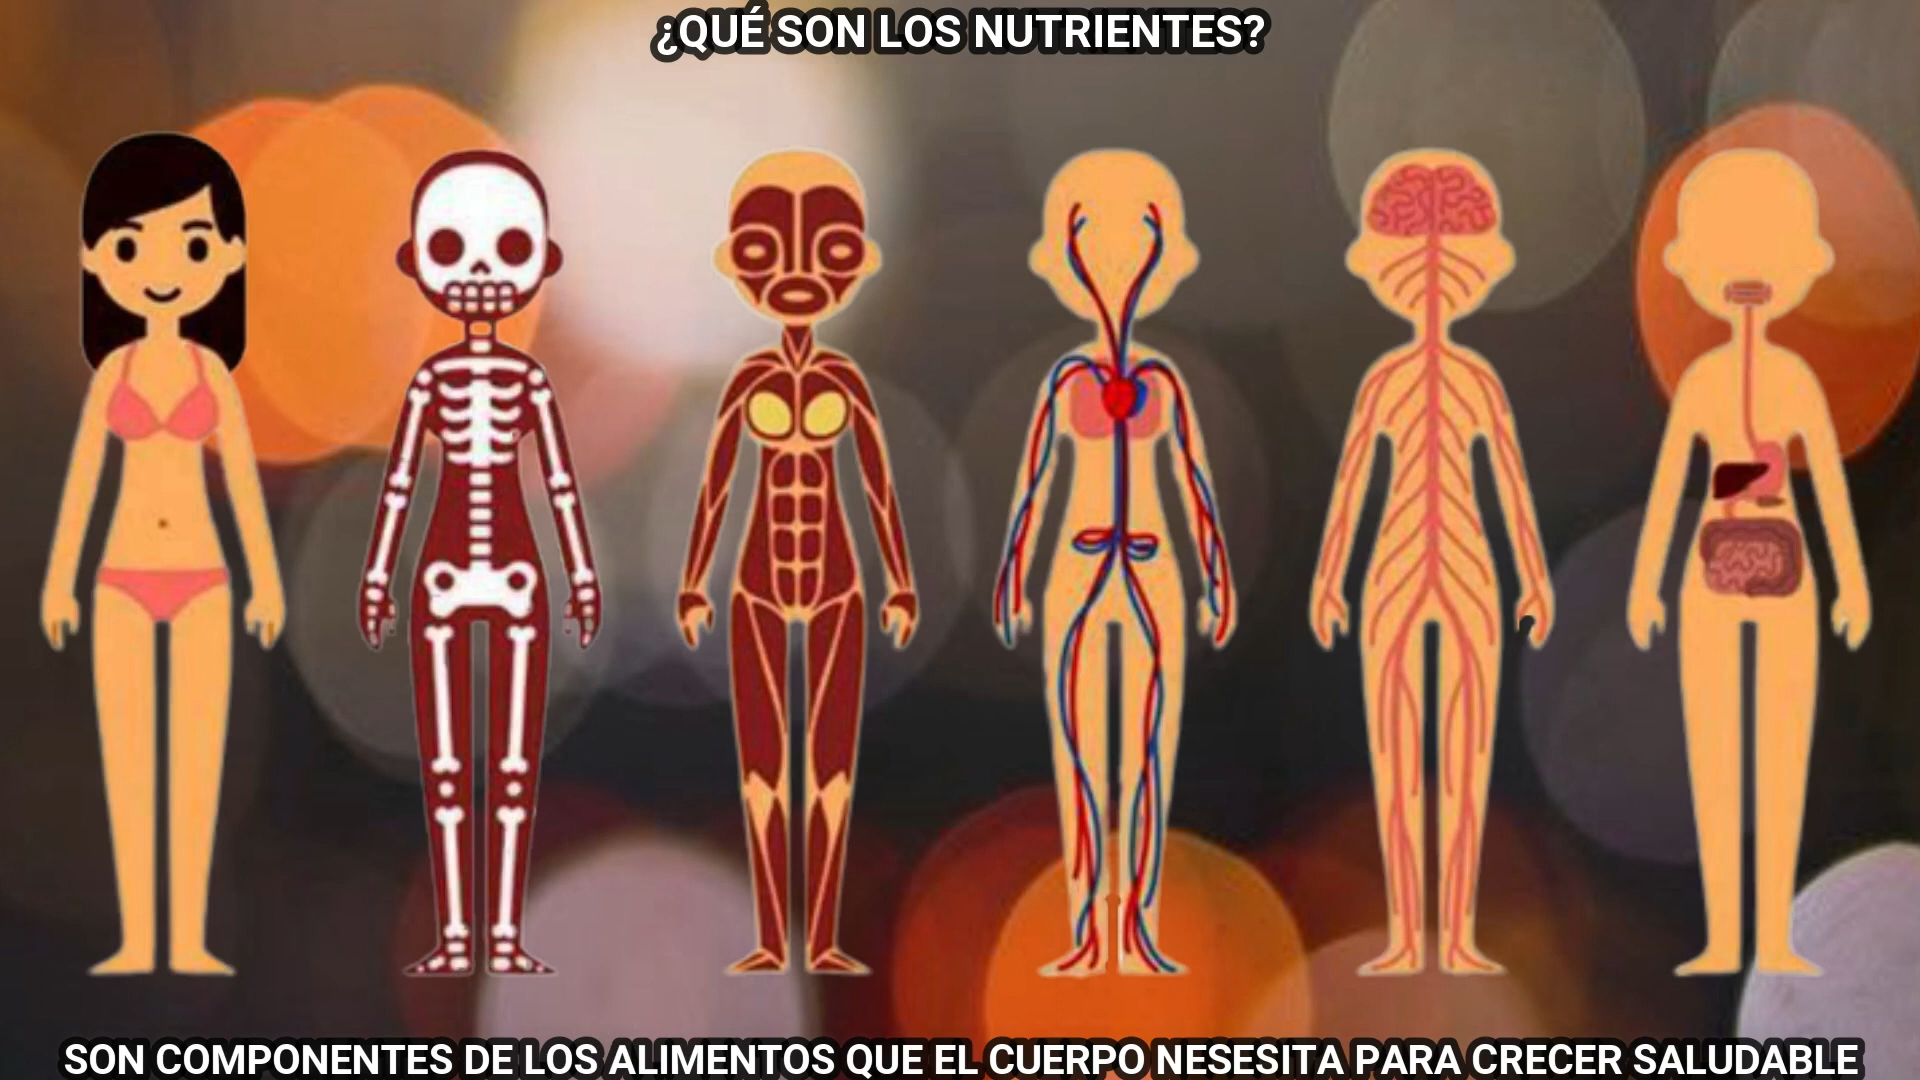 ¿QUÉ SON LOS NUTRIENTES?
SON COMPONENTES DE LOS ALIMENTOS QUE EL CUERPO NESESITA PARA CRECER SALUDABLE